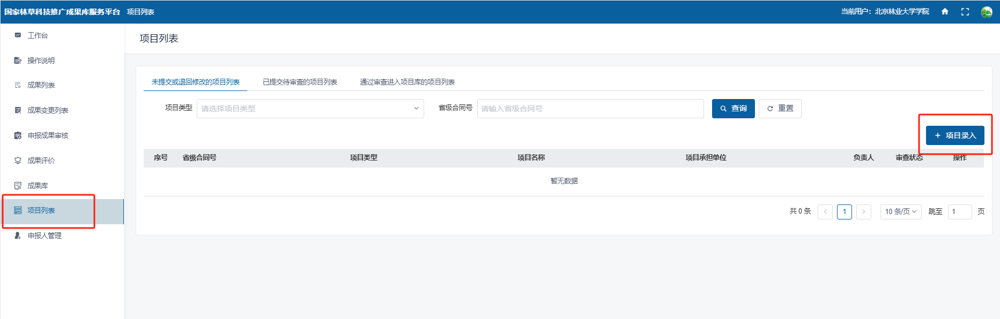 国家林草科技推广成果库服务平台 项目列表 当前用户：北京林业大学学院
工作台
操作说明
成果列表
成果变更列表
申报成果审核
成果评价
成果库
项目列表
申报人管理
项目列表
未提交或退回修改的项目列表 已提交待审查的项目列表 通过审查进入项目库的项目列表
项目类型 请选择项目类型 省级合同号 请输入省级合同号 查询 重置
+ 项目录入
序号 省级合同号 项目类型 项目名称 项目承担单位 负责人 审查状态 操作
暂无数据
共 0 条 < 1 > 10 条/页 跳至 1 页